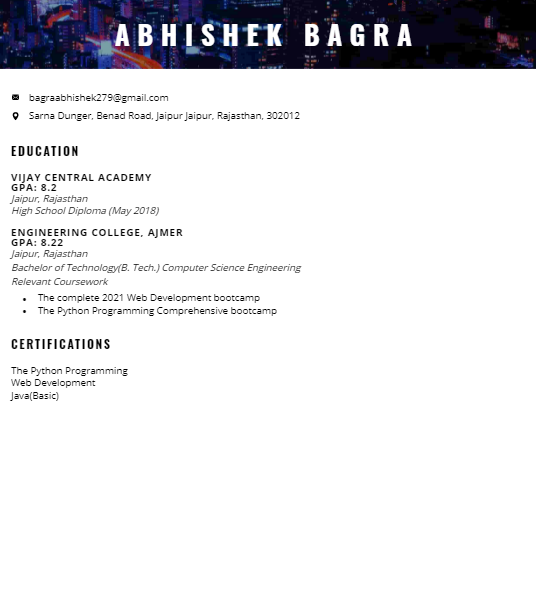 ABHISHEK BAGRA
bagraabhishek279@gmail.com
Sarna Dunger, Benad Road, Jaipur Jaipur, Rajasthan, 302012
EDUCATION
VIJAY CENTRAL ACADEMY
GPA: 8.2
Jaipur, Rajasthan
High School Diploma (May 2018)
ENGINEERING COLLEGE, AJMER
GPA: 8.22
Jaipur, Rajasthan
Bachelor of Technology(B. Tech.) Computer Science Engineering
Relevant Coursework
• The complete 2021 Web Development bootcamp
• The Python Programming Comprehensive bootcamp
CERTIFICATIONS
The Python Programming
Web Development
Java(Basic)